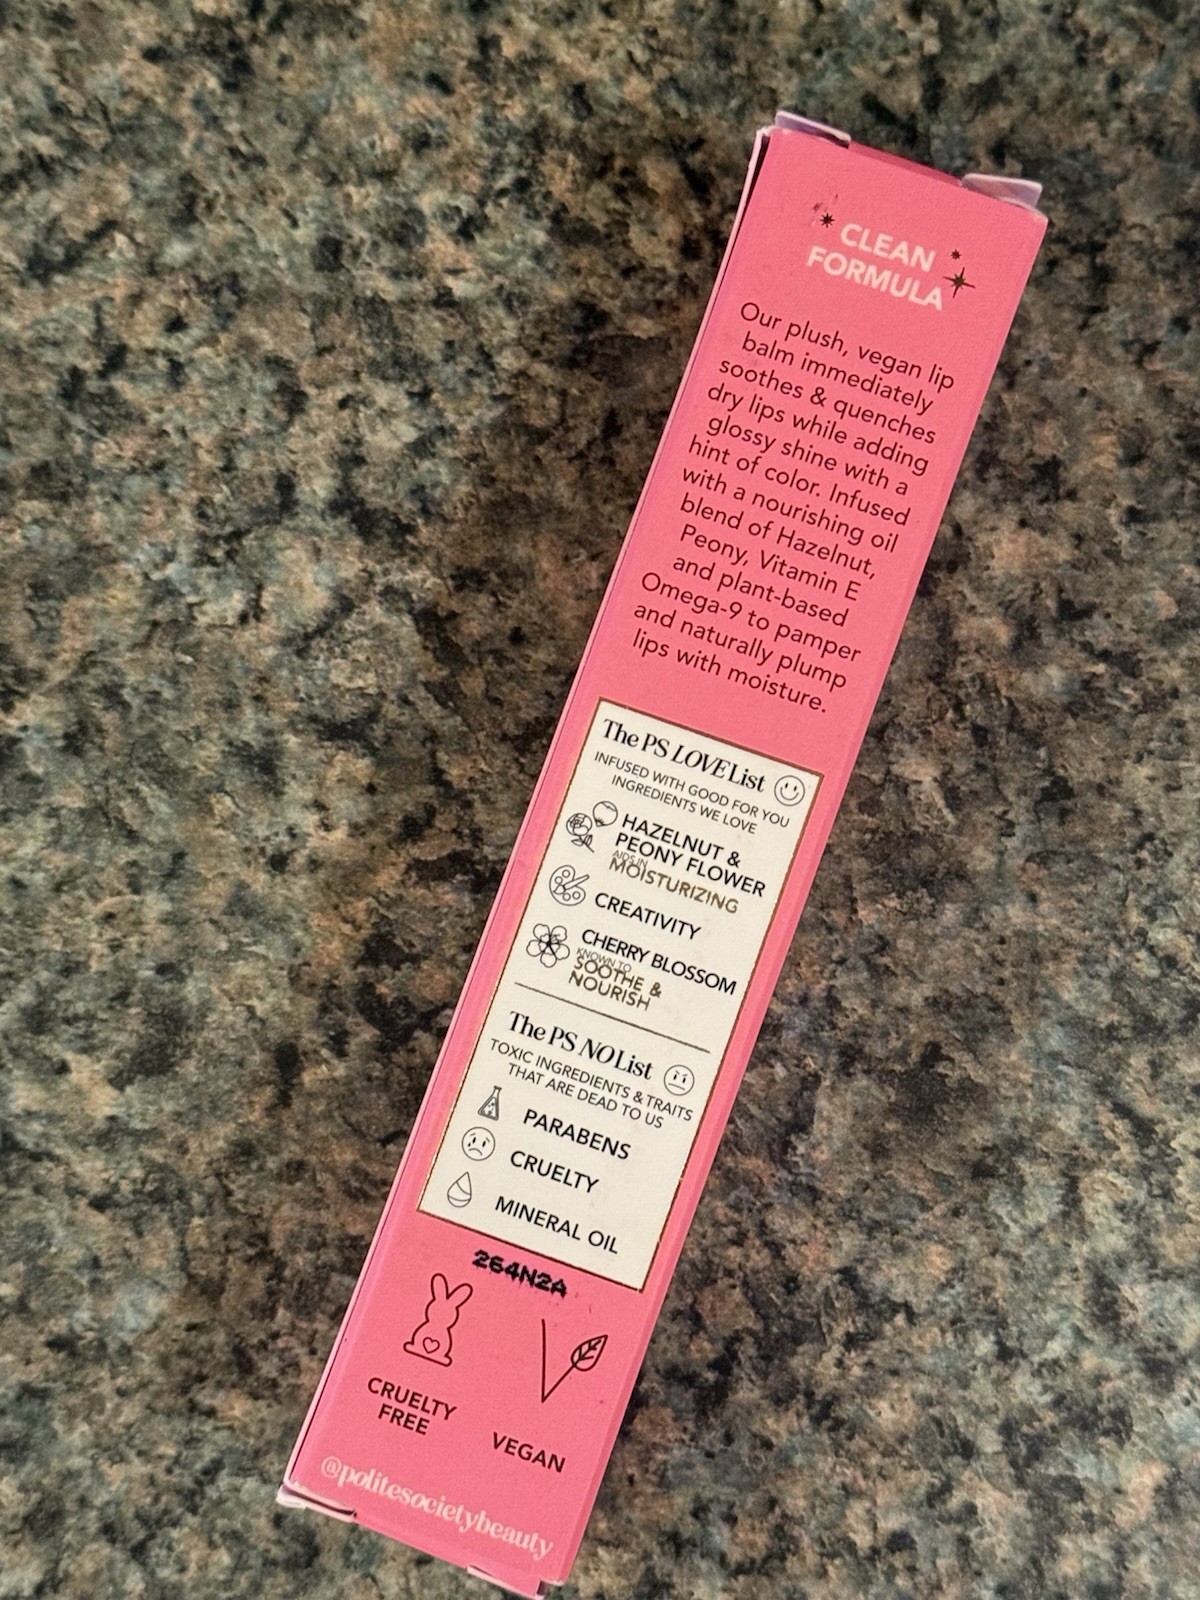 CLEAN
FORMULA
Our plush, vegan lip
balm immediately
soothes & quenches
dry lips while adding
glossy shine with a
hint of color. Infused
with a nourishing oil
blend of Hazelnut,
Peony, Vitamin E
and plant-based
Omega-9 to pamper
and naturally plump
lips with moisture.
The PS LOVE List
INFUSED WITH GOOD FOR YOU
INGREDIENTS WE LOVE
HAZELNUT &
PEONY FLOWER
AIDS IN
MOISTURIZING
CREATIVITY
CHERRY BLOSSOM
KNOWN TO
SOOTHE &
NOURISH
The PS NO List
TOXIC INGREDIENTS & TRAITS
THAT ARE DEAD TO US
PARABENS
CRUELTY
MINERAL OIL
264N2A
CRUELTY
FREE
VEGAN
@politesocietybeauty